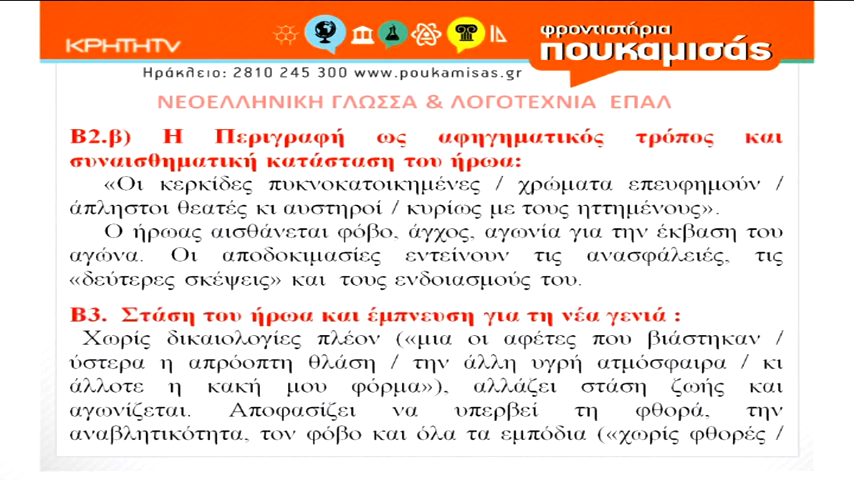 ΚΡΗΤΗTV
φροντιστήρια
πουκαμισάς
Ηράκλειο: 2810 245 300 www.poukamisas.gr
ΝΕΟΕΛΛΗΝΙΚΗ ΓΛΩΣΣΑ & ΛΟΓΟΤΕΧΝΙΑ ΕΠΑΛ
Β2.β) Η Περιγραφή ως αφηγηματικός τρόπος και
συναισθηματική κατάσταση του ήρωα:
«Οι κερκίδες πυκνοκατοικημένες / χρώματα επευφημούν /
άπληστοι θεατές κι αυστηροί / κυρίως με τους ηττημένους».
Ο ήρωας αισθάνεται φόβο, άγχος, αγωνία για την έκβαση του
αγώνα. Οι αποδοκιμασίες εντείνουν τις ανασφάλειές, τις
«δεύτερες σκέψεις» και τους ενδοιασμούς του.
Β3. Στάση του ήρωα και έμπνευση για τη νέα γενιά :
Χωρίς δικαιολογίες πλέον («μια οι αφέτες που βιάστηκαν /
ύστερα η απρόοπτη θλάση / την άλλη υγρή ατμόσφαιρα / κι
άλλοτε η κακή μου φόρμα»), αλλάζει στάση ζωής και
αγωνίζεται. Αποφασίζει να υπερβεί τη φθορά, την
αναβλητικότητα, τον φόβο και όλα τα εμπόδια («χωρίς φθορές /